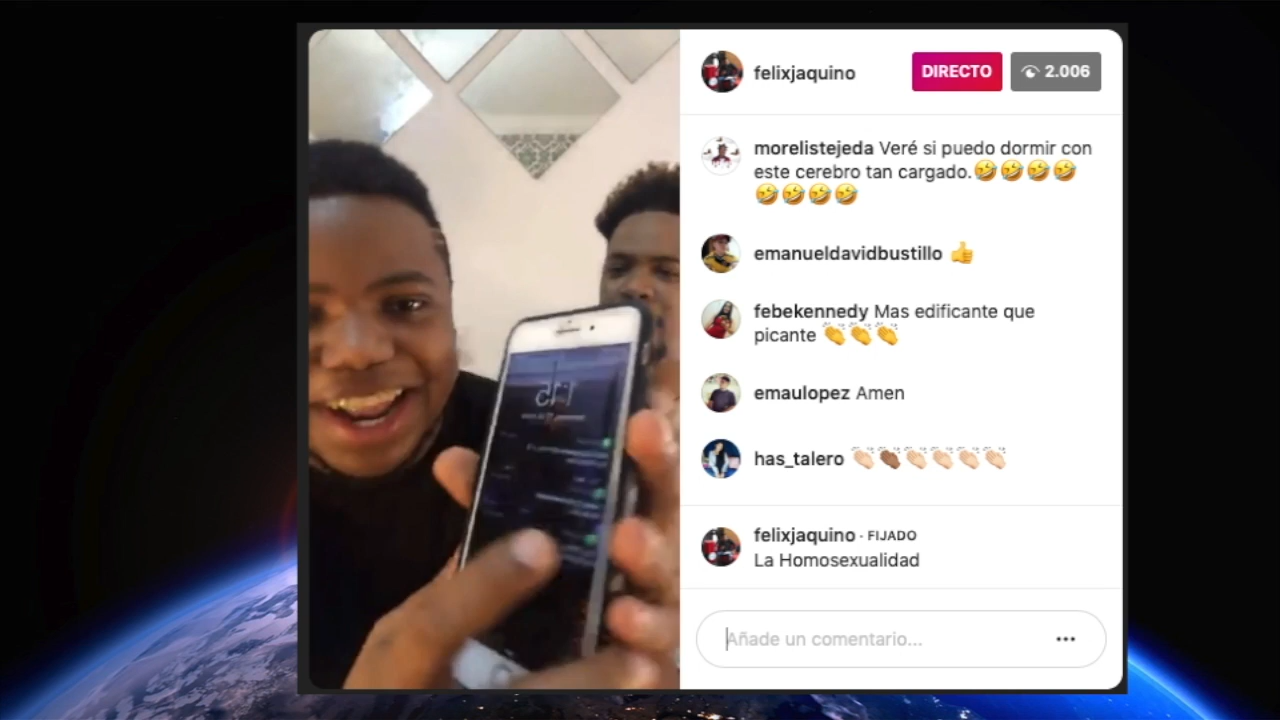 felixjaquino
DIRECTO
2.006
morelistejeda Veré si puedo dormir con
este cerebro tan cargado.🤣🤣🤣🤣
🤣🤣🤣🤣
emanueldavidbustillo 👍
febekennedy Mas edificante que
picante 👏👏👏
emaulopez Amen
has_talero 👏🏻👏🏾👏🏻👏🏻👏🏻👏🏻
felixjaquino · FIJADO
La Homosexualidad
Añade un comentario...